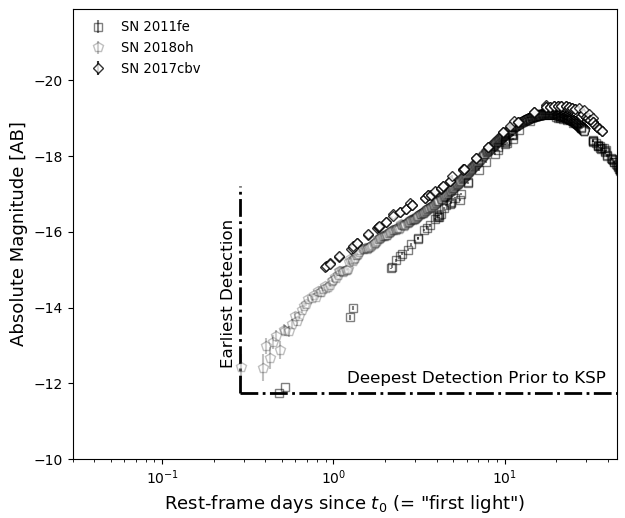 SN 2011fe
SN 2018oh
SN 2017cbv
Absolute Magnitude [AB]
−20
−18
−16
−14
−12
−10
Earliest Detection
Deepest Detection Prior to KSP
10⁻¹ 10⁰ 10¹
Rest-frame days since t₀ (= "first light")